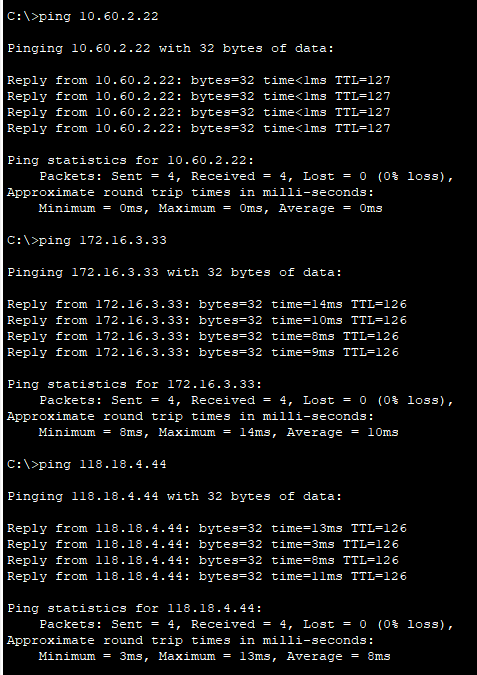 C:\>ping 10.60.2.22
Pinging 10.60.2.22 with 32 bytes of data:
Reply from 10.60.2.22: bytes=32 time<1ms TTL=127
Reply from 10.60.2.22: bytes=32 time<1ms TTL=127
Reply from 10.60.2.22: bytes=32 time<1ms TTL=127
Reply from 10.60.2.22: bytes=32 time<1ms TTL=127
Ping statistics for 10.60.2.22:
    Packets: Sent = 4, Received = 4, Lost = 0 (0% loss),
Approximate round trip times in milli-seconds:
    Minimum = 0ms, Maximum = 0ms, Average = 0ms
C:\>ping 172.16.3.33
Pinging 172.16.3.33 with 32 bytes of data:
Reply from 172.16.3.33: bytes=32 time=14ms TTL=126
Reply from 172.16.3.33: bytes=32 time=10ms TTL=126
Reply from 172.16.3.33: bytes=32 time=8ms TTL=126
Reply from 172.16.3.33: bytes=32 time=9ms TTL=126
Ping statistics for 172.16.3.33:
    Packets: Sent = 4, Received = 4, Lost = 0 (0% loss),
Approximate round trip times in milli-seconds:
    Minimum = 8ms, Maximum = 14ms, Average = 10ms
C:\>ping 118.18.4.44
Pinging 118.18.4.44 with 32 bytes of data:
Reply from 118.18.4.44: bytes=32 time=13ms TTL=126
Reply from 118.18.4.44: bytes=32 time=3ms TTL=126
Reply from 118.18.4.44: bytes=32 time=8ms TTL=126
Reply from 118.18.4.44: bytes=32 time=11ms TTL=126
Ping statistics for 118.18.4.44:
    Packets: Sent = 4, Received = 4, Lost = 0 (0% loss),
Approximate round trip times in milli-seconds:
    Minimum = 3ms, Maximum = 13ms, Average = 8ms